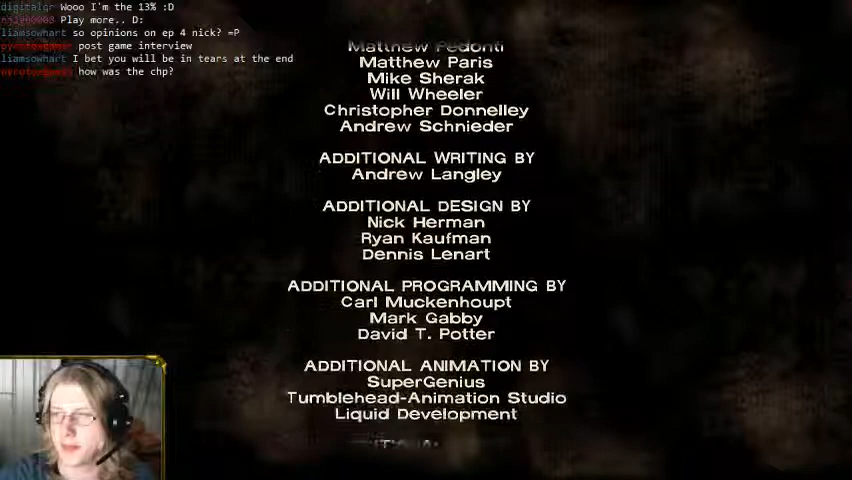 digitalgr Wooo I'm the 13% :D
Play more.. D:
liamsowhart so opinions on ep 4 nick? =P
post game interview
liamsowhart I bet you will be in tears at the end
how was the chp?
Matthew Pedonti
Matthew Paris
Mike Sherak
Will Wheeler
Christopher Donnelley
Andrew Schnieder
ADDITIONAL WRITING BY
Andrew Langley
ADDITIONAL DESIGN BY
Nick Herman
Ryan Kaufman
Dennis Lenart
ADDITIONAL PROGRAMMING BY
Carl Muckenhoupt
Mark Gabby
David T. Potter
ADDITIONAL ANIMATION BY
SuperGenius
Tumblehead-Animation Studio
Liquid Development